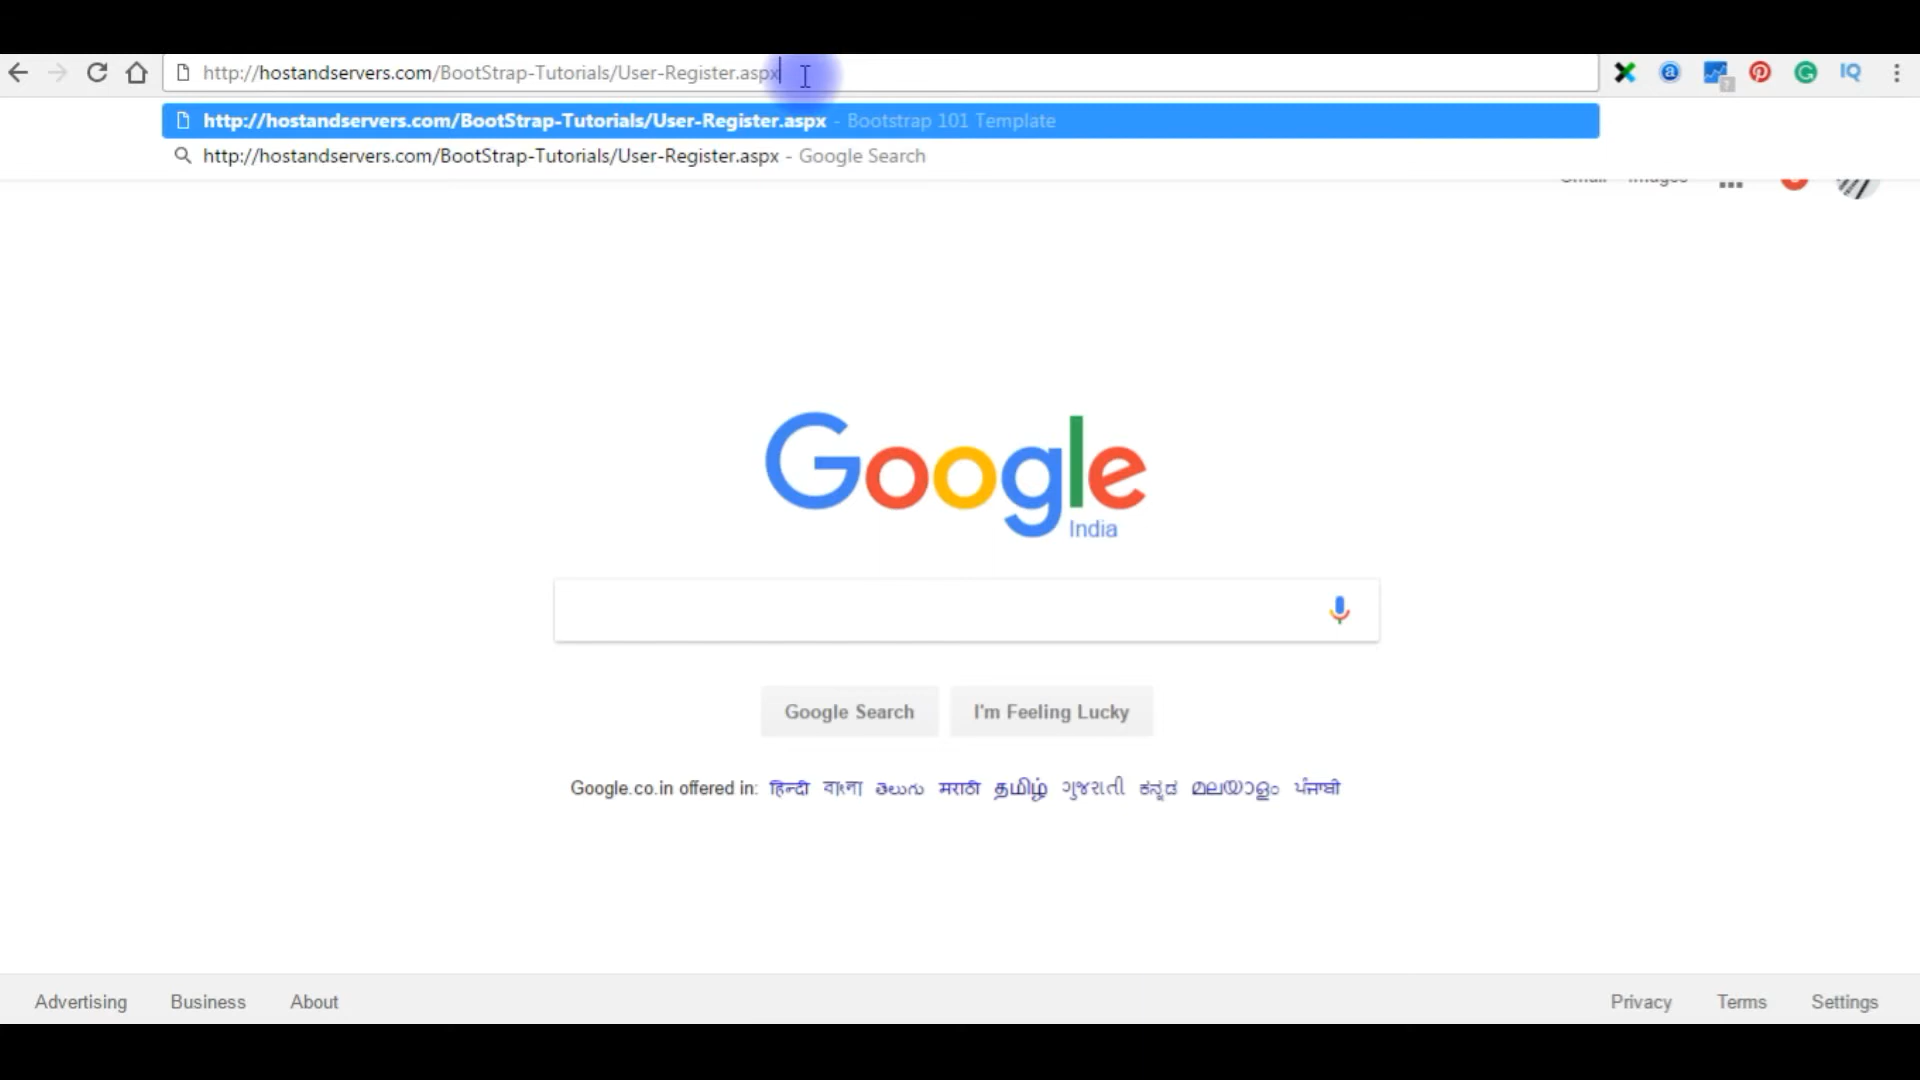 http://hostandservers.com/BootStrap-Tutorials/User-Register.aspx
http://hostandservers.com/BootStrap-Tutorials/User-Register.aspx - Bootstrap 101 Template
http://hostandservers.com/BootStrap-Tutorials/User-Register.aspx - Google Search
Gmail Images
Google
India
Google Search I'm Feeling Lucky
Google.co.in offered in: हिन्दी বাংলা తెలుగు मराठी தமிழ் ગુજરાતી ಕನ್ನಡ മലയാളം ਪੰਜਾਬੀ
Advertising Business About Privacy Terms Settings